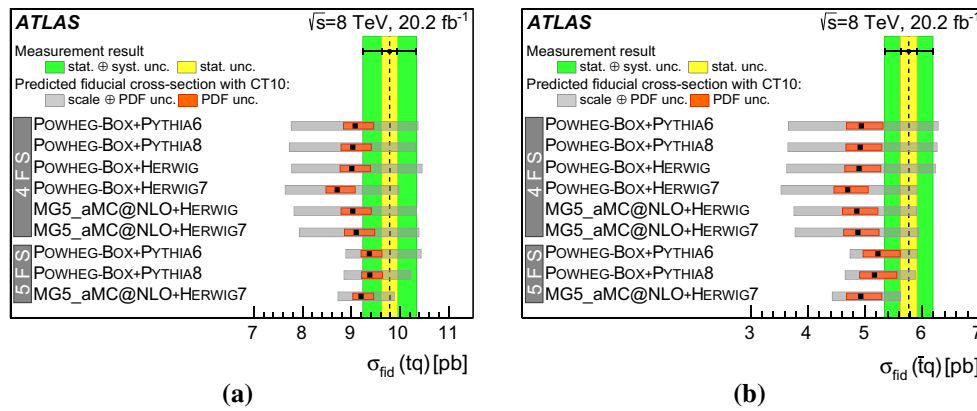 ATLAS √s=8 TeV, 20.2 fb⁻¹
Measurement result
stat. ⊕ syst. unc. stat. unc.
Predicted fiducial cross-section with CT10:
scale ⊕ PDF unc. PDF unc.
4FS
POWHEG-BOX+PYTHIA6
POWHEG-BOX+PYTHIA8
POWHEG-BOX+HERWIG
POWHEG-BOX+HERWIG7
MG5_aMC@NLO+HERWIG
MG5_aMC@NLO+HERWIG7
5FS
POWHEG-BOX+PYTHIA6
POWHEG-BOX+PYTHIA8
MG5_aMC@NLO+HERWIG7
7 8 9 10 11
σfid (tq) [pb]
(a)
ATLAS √s=8 TeV, 20.2 fb⁻¹
Measurement result
stat. ⊕ syst. unc. stat. unc.
Predicted fiducial cross-section with CT10:
scale ⊕ PDF unc. PDF unc.
4FS
POWHEG-BOX+PYTHIA6
POWHEG-BOX+PYTHIA8
POWHEG-BOX+HERWIG
POWHEG-BOX+HERWIG7
MG5_aMC@NLO+HERWIG
MG5_aMC@NLO+HERWIG7
5FS
POWHEG-BOX+PYTHIA6
POWHEG-BOX+PYTHIA8
MG5_aMC@NLO+HERWIG7
3 4 5 6 7
σfid (t̄q) [pb]
(b)